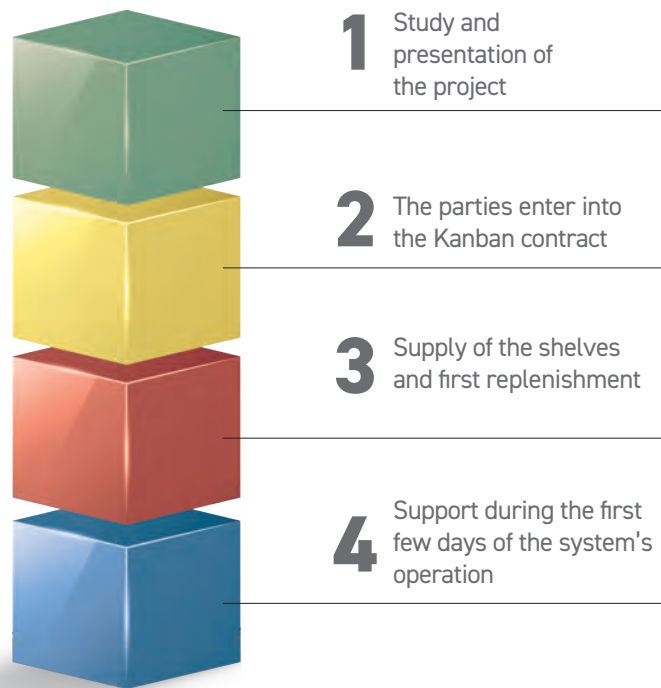 1 Study and
presentation of
the project
2 The parties enter into
the Kanban contract
3 Supply of the shelves
and first replenishment
4 Support during the first
few days of the system's
operation